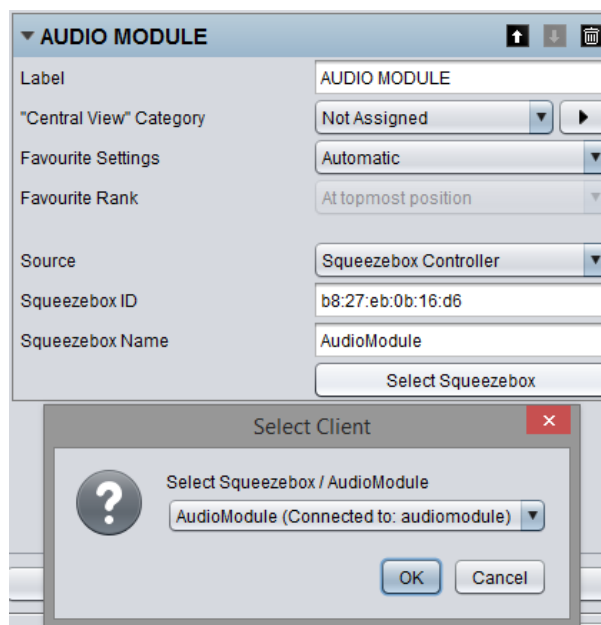 AUDIO MODULE
Label AUDIO MODULE
"Central View" Category Not Assigned
Favourite Settings Automatic
Favourite Rank At topmost position
Source Squeezebox Controller
Squeezebox ID b8:27:eb:0b:16:d6
Squeezebox Name AudioModule
Select Squeezebox
Select Client
Select Squeezebox / AudioModule
AudioModule (Connected to: audiomodule)
OK Cancel